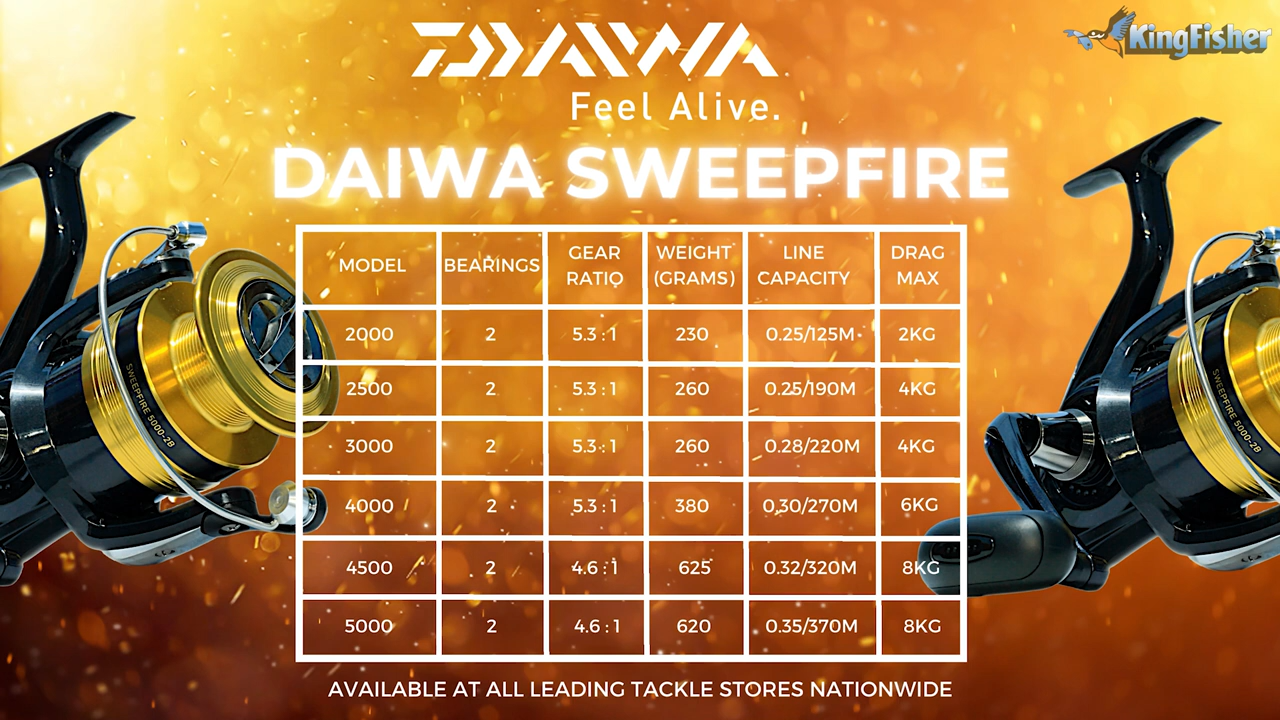 DAIWA
Feel Alive.
KingFisher
DAIWA SWEEPFIRE
MODEL BEARINGS GEAR RATIO WEIGHT (GRAMS) LINE CAPACITY DRAG MAX
2000 2 5.3 : 1 230 0.25/125M 2KG
2500 2 5.3 : 1 260 0.25/190M 4KG
3000 2 5.3 : 1 260 0.28/220M 4KG
4000 2 5.3 : 1 380 0.30/270M 6KG
4500 2 4.6 : 1 625 0.32/320M 8KG
5000 2 4.6 : 1 620 0.35/370M 8KG
SWEEPFIRE 5000-2B
SWEEPFIRE 5000-2B
AVAILABLE AT ALL LEADING TACKLE STORES NATIONWIDE